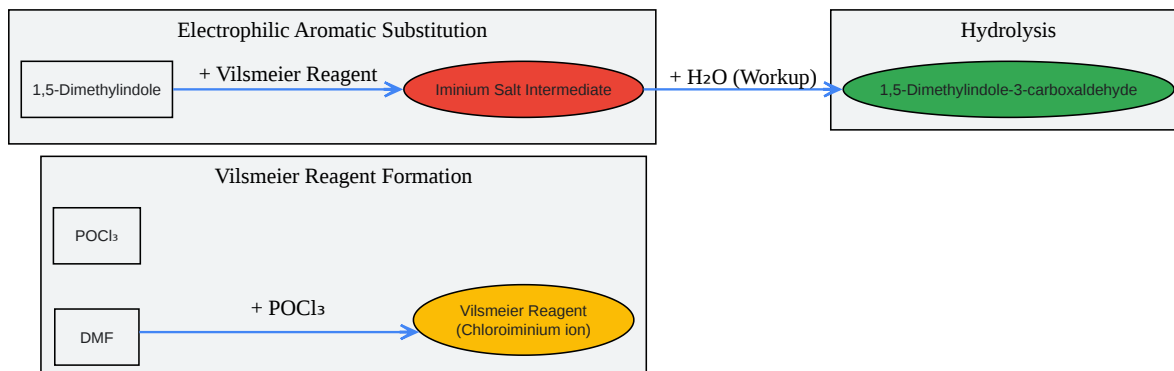 Electrophilic Aromatic Substitution
Hydrolysis
1,5-Dimethylindole
+ Vilsmeier Reagent
Iminium Salt Intermediate
+ H₂O (Workup)
1,5-Dimethylindole-3-carboxaldehyde
Vilsmeier Reagent Formation
POCl₃
DMF
+ POCl₃
Vilsmeier Reagent
(Chloroiminium ion)